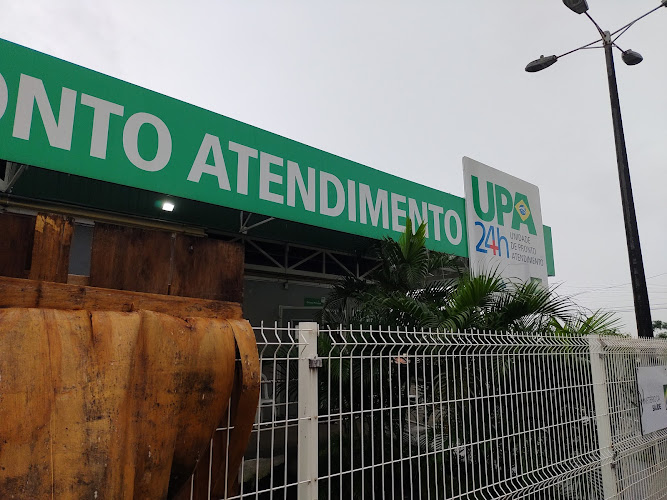 ONTO ATENDIMENTO
UPA
24h
UNIDADE
DE PRONTO
ATENDIMENTO